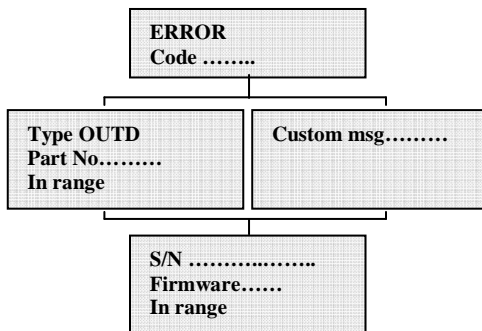 ERROR
Code ……..
Type OUTD
Part No………
In range
Custom msg………
S/N …………..……..
Firmware……
In range